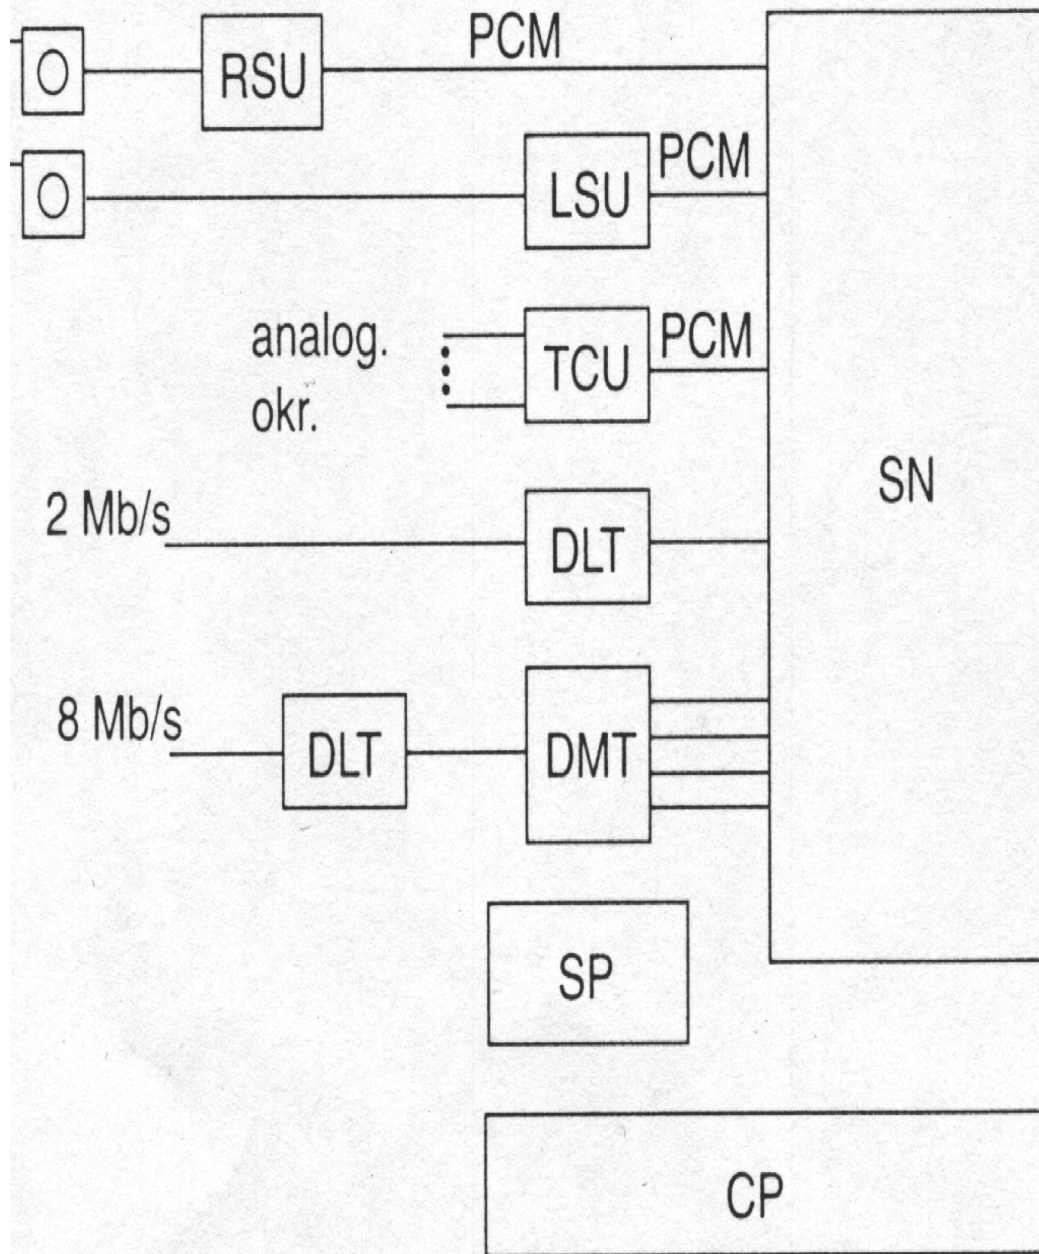 PCM
RSU
PCM
LSU
PCM
analog.
okr.
TCU
SN
2 Mb/s
DLT
8 Mb/s
DLT
DMT
SP
CP